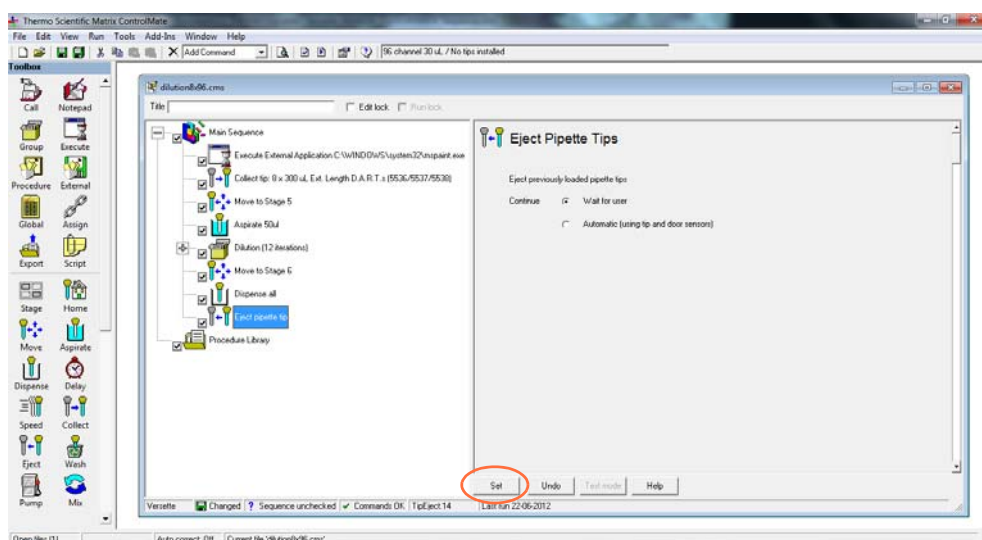 Thermo Scientific Matrix ControlMate
File Edit View Run Tools Add-Ins Window Help
Add Command 96 channel 30 uL / No tips installed
Toolbox
Call Notepad
Group Execute
Procedure External
Global Assign
Export Script
Stage Home
Move Aspirate
Dispense Delay
Speed Collect
Eject Wash
Pump Mix
dilution8x96.cms
Title Edit lock Run lock
Main Sequence
Execute External Application C:\WINDOWS\system32\mspaint.exe
Collect tip: 8 x 300 uL, Ext. Length D.A.R.T.s (5536/5537/5538)
Move to Stage 5
Aspirate 50ul
Dilution (12 iterations)
Move to Stage 6
Dispense all
Eject pipette tip
Procedure Library
Eject Pipette Tips
Eject previously loaded pipette tips
Continue Wait for user
Automatic (using tip and door sensors)
Set Undo Test mode Help
Versette Changed ? Sequence unchecked Commands OK TipEject.14 Last run 22-06-2012
Open files [1] Auto correct: Off Current file 'dilution8x96.cms'